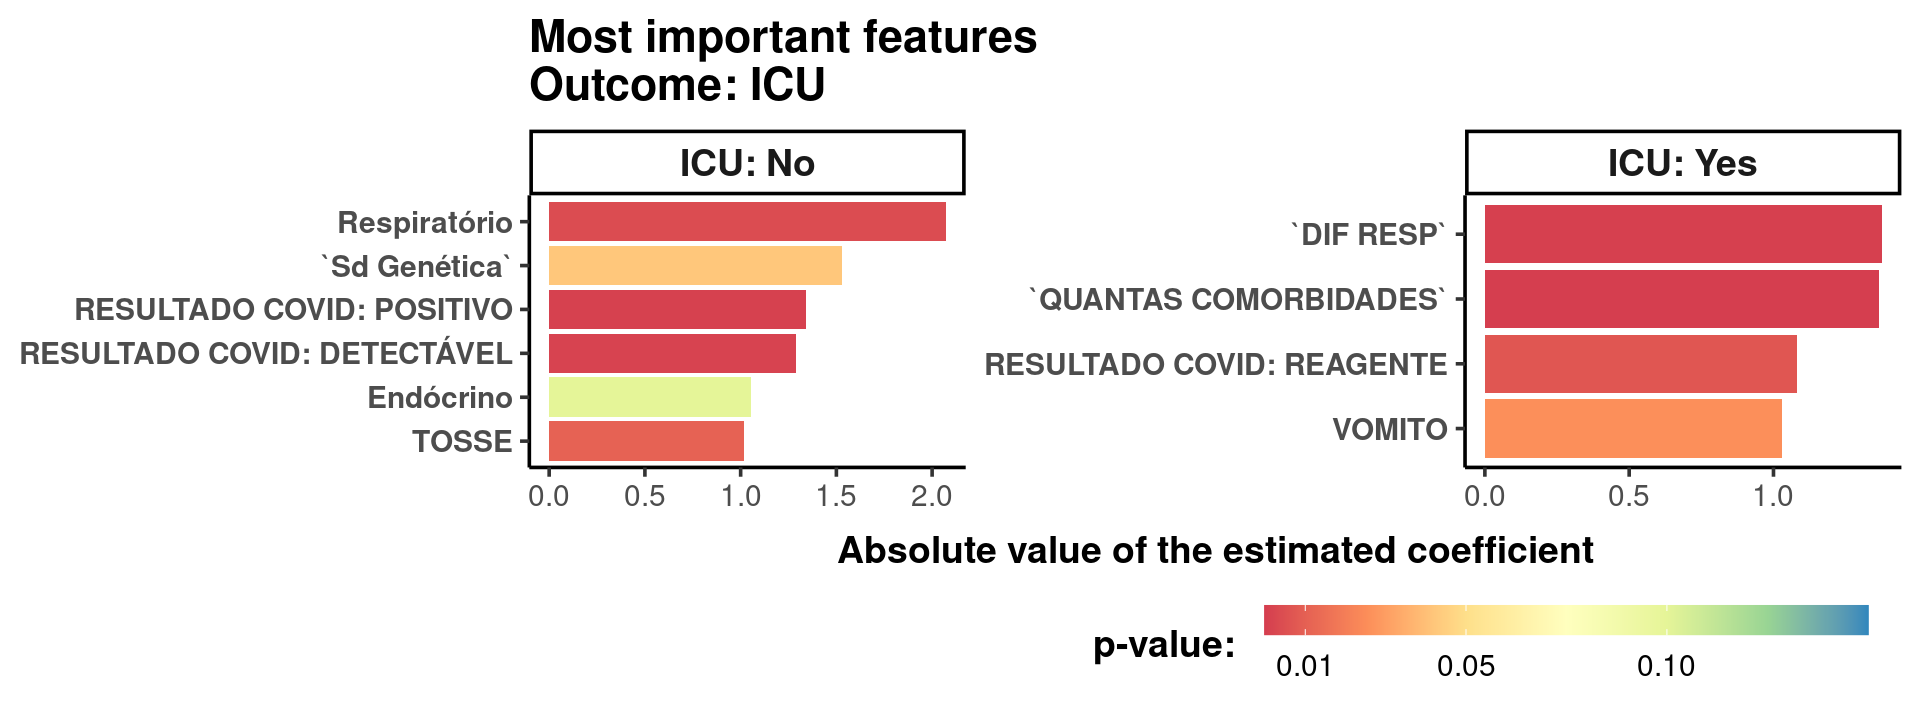 Most important features
Outcome: ICU
ICU: No
Respiratório
`Sd Genética`
RESULTADO COVID: POSITIVO
RESULTADO COVID: DETECTÁVEL
Endócrino
TOSSE
0.0 0.5 1.0 1.5 2.0
ICU: Yes
`DIF RESP`
`QUANTAS COMORBIDADES`
RESULTADO COVID: REAGENTE
VOMITO
0.0 0.5 1.0
Absolute value of the estimated coefficient
p-value:
0.01 0.05 0.10